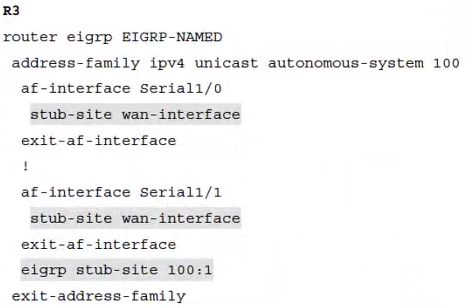 R3
router eigrp EIGRP-NAMED
 address-family ipv4 unicast autonomous-system 100
  af-interface Serial1/0
   stub-site wan-interface
  exit-af-interface
  !
  af-interface Serial1/1
   stub-site wan-interface
  exit-af-interface
  eigrp stub-site 100:1
 exit-address-family